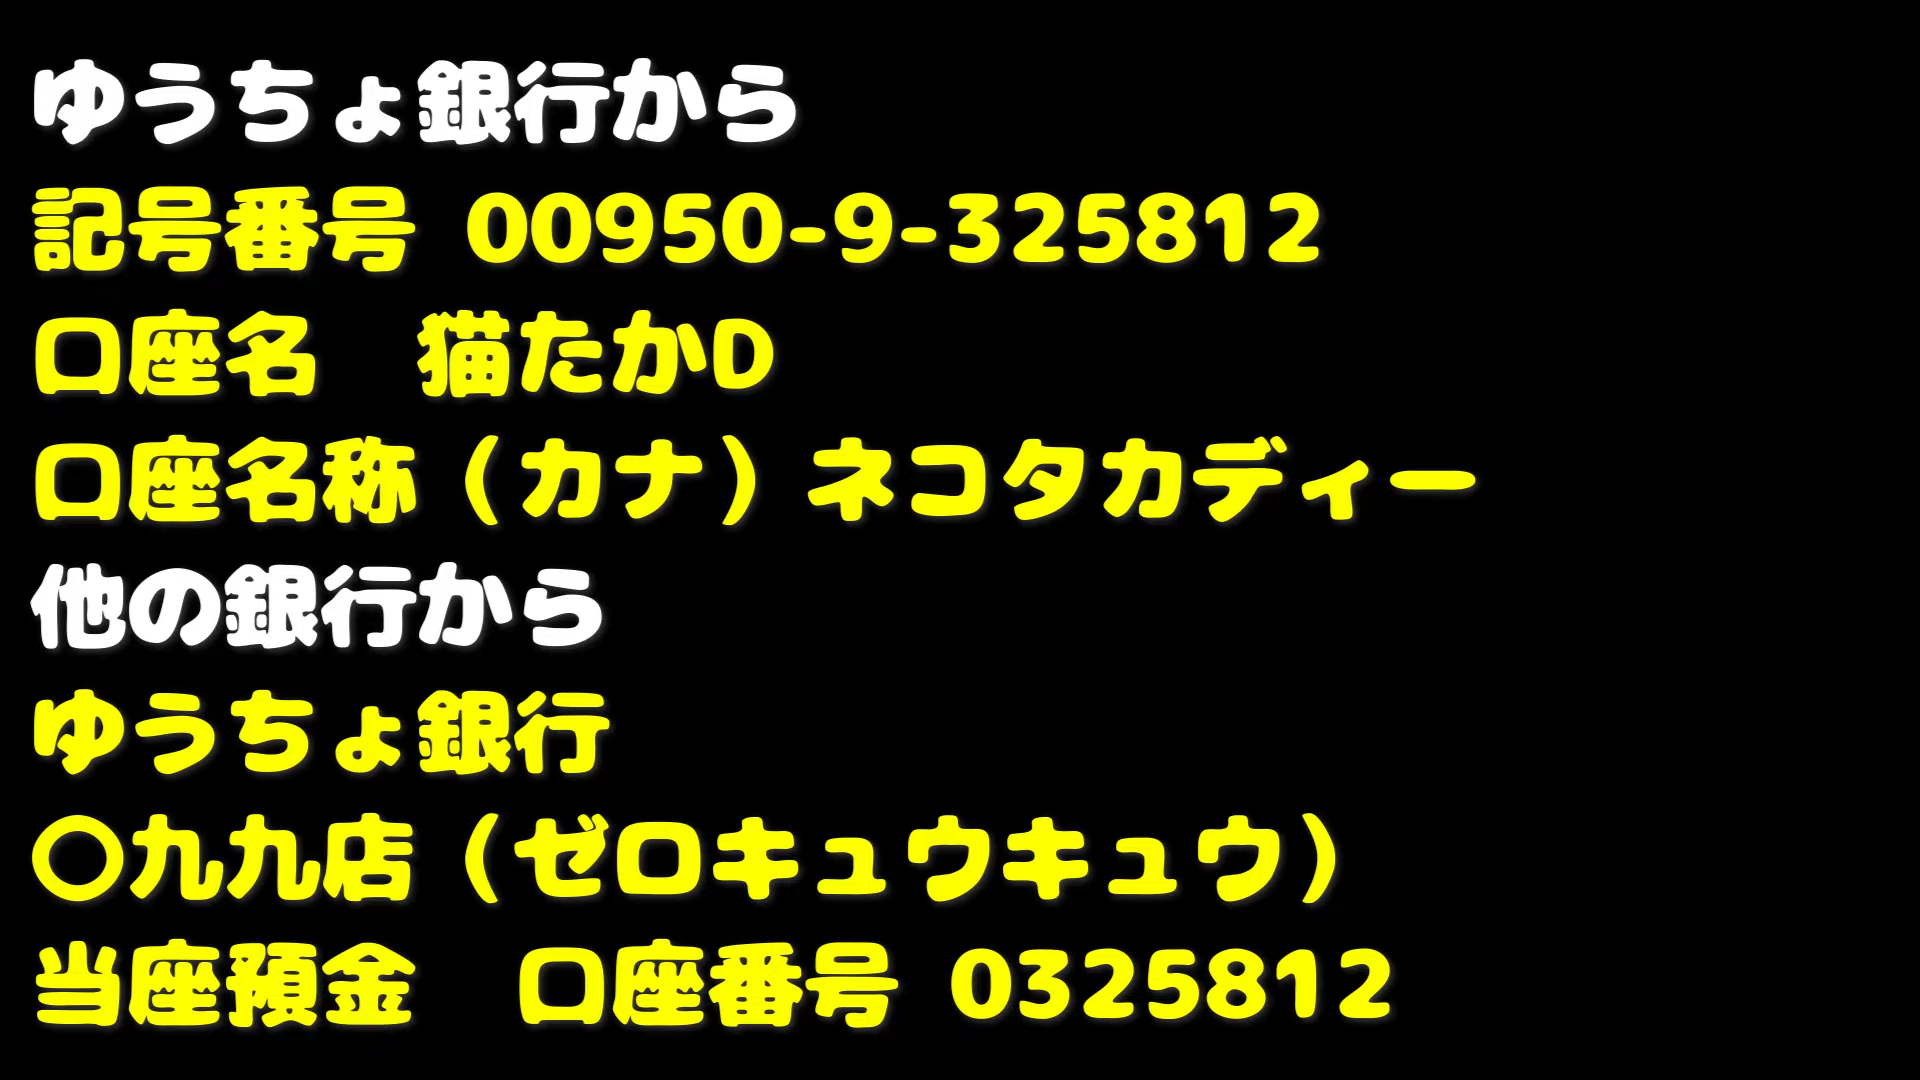 ゆうちょ銀行から
記号番号 00950-9-325812
口座名　猫たかD
口座名称（カナ）ネコタカディー
他の銀行から
ゆうちょ銀行
〇九九店（ゼロキュウキュウ）
当座預金　口座番号 0325812